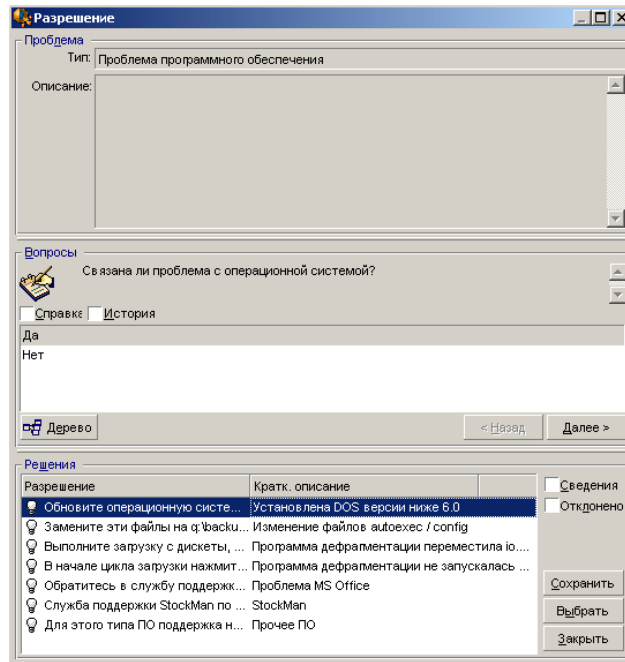 Разрешение
Проблема
Тип: Проблема программного обеспечения
Описание:
Вопросы
Связана ли проблема с операционной системой?
Справка История
Да
Нет
Дерево < Назад Далее >
Решения
Разрешение Кратк. описание Сведения
Обновите операционную систе... Установлена DOS версии ниже 6.0 Отклонено
Замените эти файлы на q:\backu... Изменение файлов autoexec / config
Выполните загрузку с дискеты, ... Программа дефрагментации переместила io....
В начале цикла загрузки нажмит... Программа дефрагментации не запускалась ...
Обратитесь в службу поддержк... Проблема MS Office Сохранить
Служба поддержки StockMan по ... StockMan Выбрать
Для этого типа ПО поддержка н... Прочее ПО
Закрыть